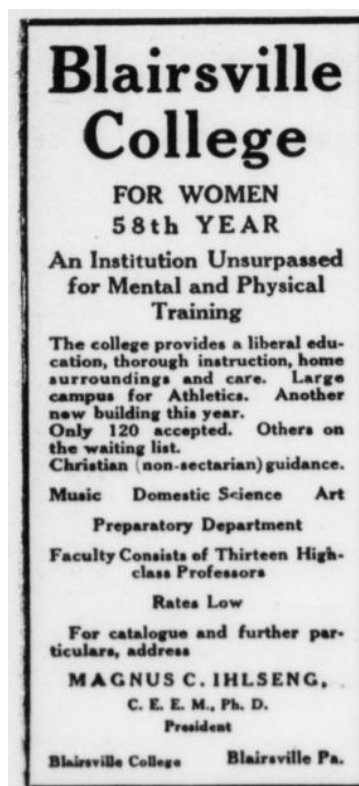 Blairsville
College
FOR WOMEN
58th YEAR
An Institution Unsurpassed
for Mental and Physical
Training
The college provides a liberal edu-
cation, thorough instruction, home
surroundings and care. Large
campus for Athletics. Another
new building this year.
Only 120 accepted. Others on
the waiting list.
Christian (non-sectarian) guidance.
Music Domestic Science Art
Preparatory Department
Faculty Consists of Thirteen High-
class Professors
Rates Low
For catalogue and further par-
ticulars, address
MAGNUS C. IHLSENG,
C. E. E. M., Ph. D.
President
Blairsville College Blairsville Pa.